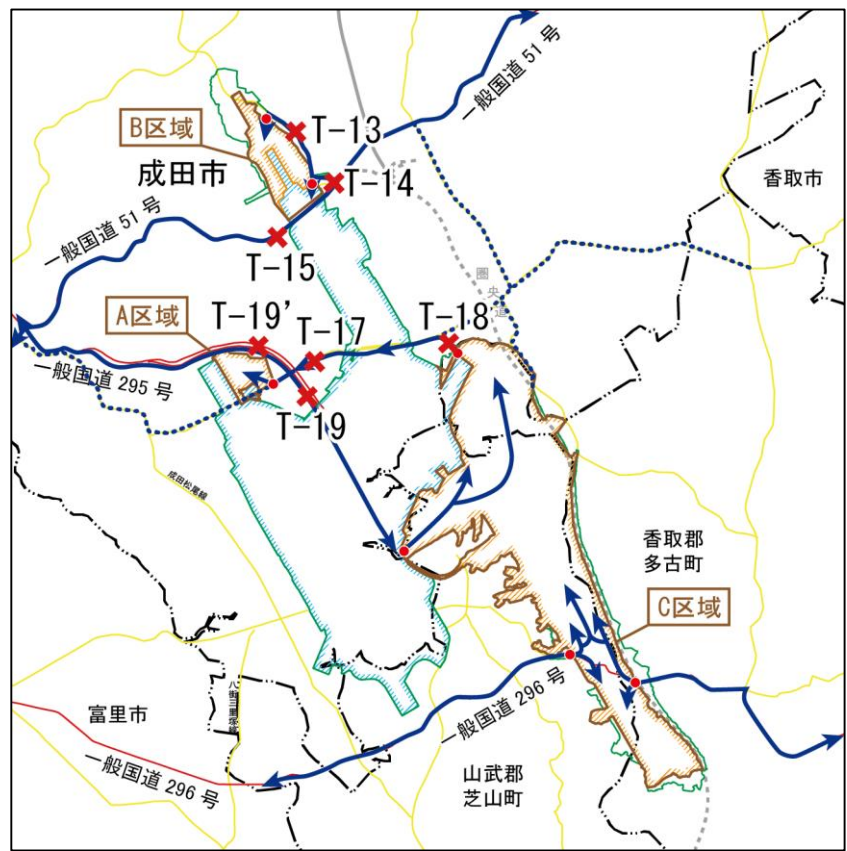 一般国道 51 号
B区域
T-13
成田市
T-14
香取市
一般国道 51 号
T-15
圏央道
A区域
T-19’
T-17
T-18
一般国道 295 号
T-19
成田松尾線
香取郡
多古町
C区域
八街三里塚線
一般国道 296 号
富里市
一般国道 296 号
山武郡
芝山町